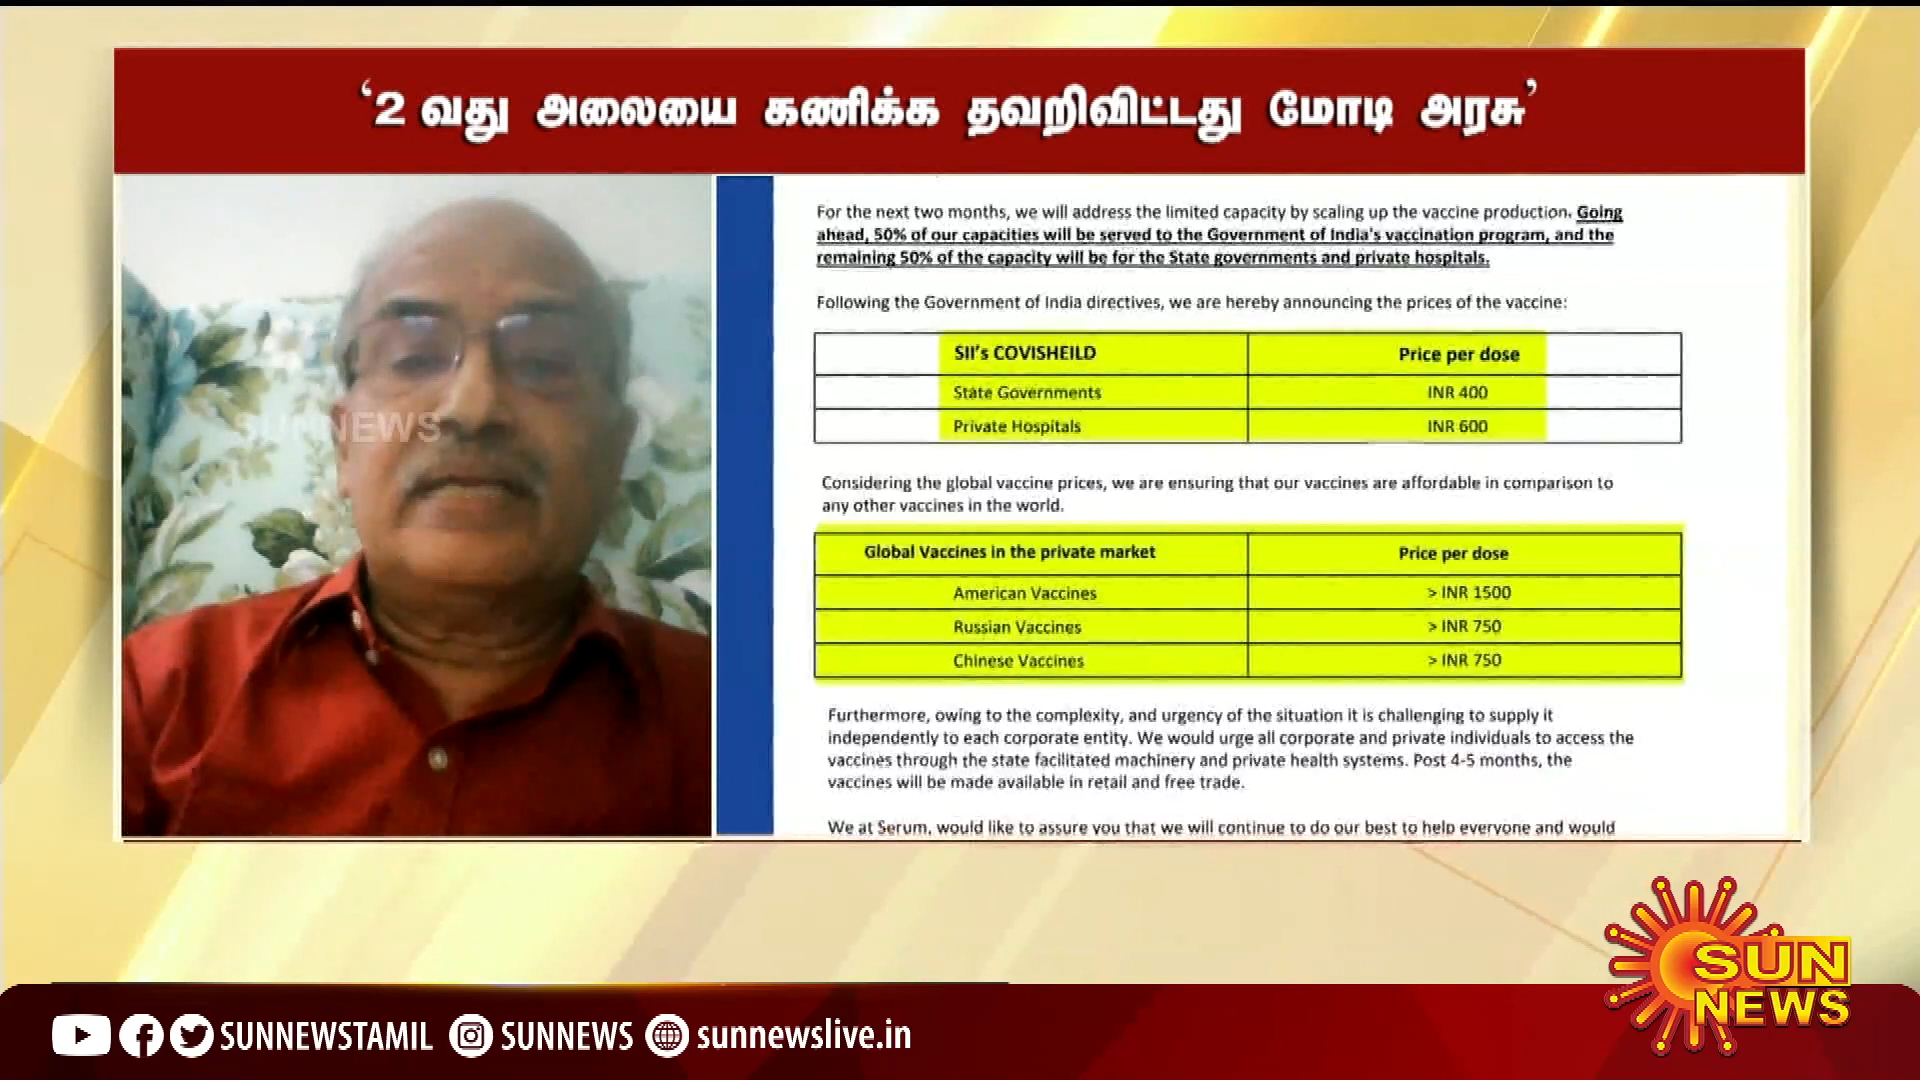 ‘2 வது அலையை கணிக்க தவறிவிட்டது மோடி அரசு’
SUNNEWS
For the next two months, we will address the limited capacity by scaling up the vaccine production. Going
ahead, 50% of our capacities will be served to the Government of India's vaccination program, and the
remaining 50% of the capacity will be for the State governments and private hospitals.
Following the Government of India directives, we are hereby announcing the prices of the vaccine:
SII's COVISHEILD Price per dose
State Governments INR 400
Private Hospitals INR 600
Considering the global vaccine prices, we are ensuring that our vaccines are affordable in comparison to
any other vaccines in the world.
Global Vaccines in the private market Price per dose
American Vaccines > INR 1500
Russian Vaccines > INR 750
Chinese Vaccines > INR 750
Furthermore, owing to the complexity, and urgency of the situation it is challenging to supply it
independently to each corporate entity. We would urge all corporate and private individuals to access the
vaccines through the state facilitated machinery and private health systems. Post 4-5 months, the
vaccines will be made available in retail and free trade.
We at Serum, would like to assure you that we will continue to do our best to help everyone and would
SUN
NEWS
SUNNEWSTAMIL SUNNEWS sunnewslive.in